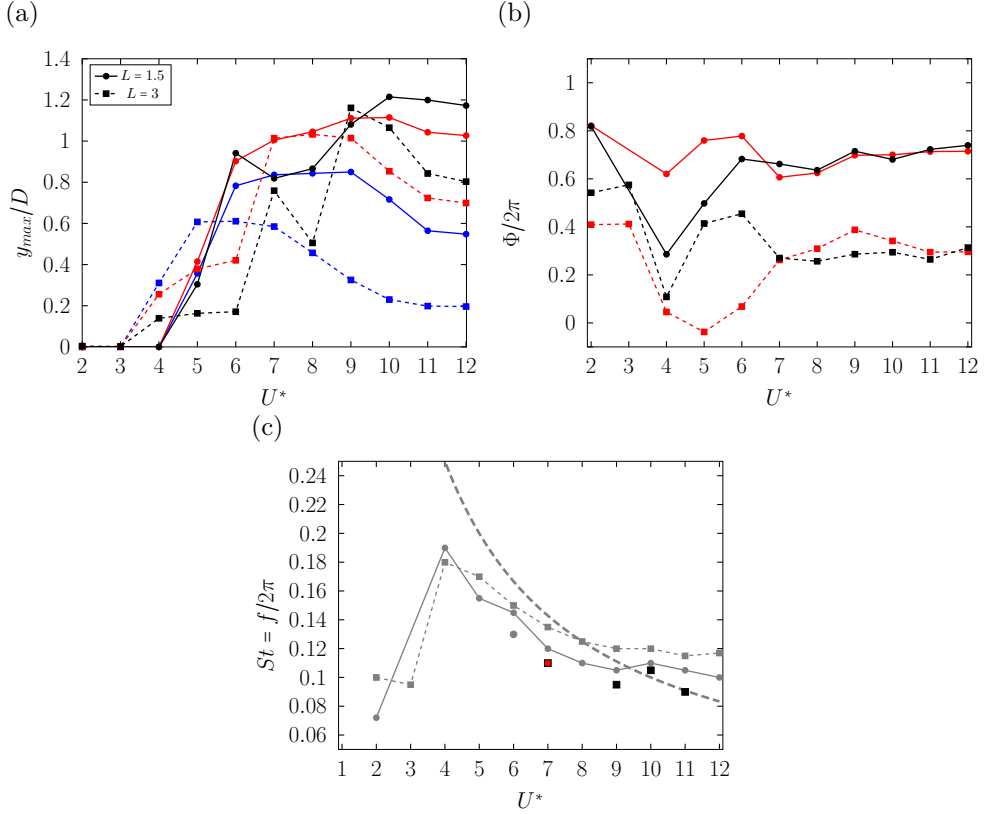 (a)
(b)
1.4
1.2
1
0.8
0.6
0.4
0.2
0
2 3 4 5 6 7 8 9 10 11 12
y_max/D
U*
L = 1.5
L = 3
1
0.8
0.6
0.4
0.2
0
2 3 4 5 6 7 8 9 10 11 12
Φ/2π
U*
(c)
0.24
0.22
0.2
0.18
0.16
0.14
0.12
0.1
0.08
0.06
1 2 3 4 5 6 7 8 9 10 11 12
St = f/2π
U*